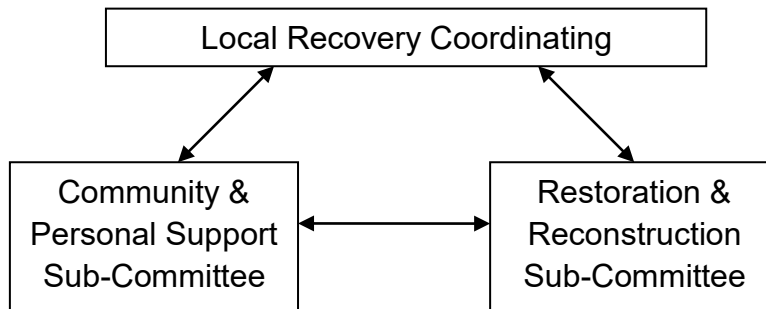 Local Recovery Coordinating
Community &
Personal Support
Sub-Committee
Restoration &
Reconstruction
Sub-Committee